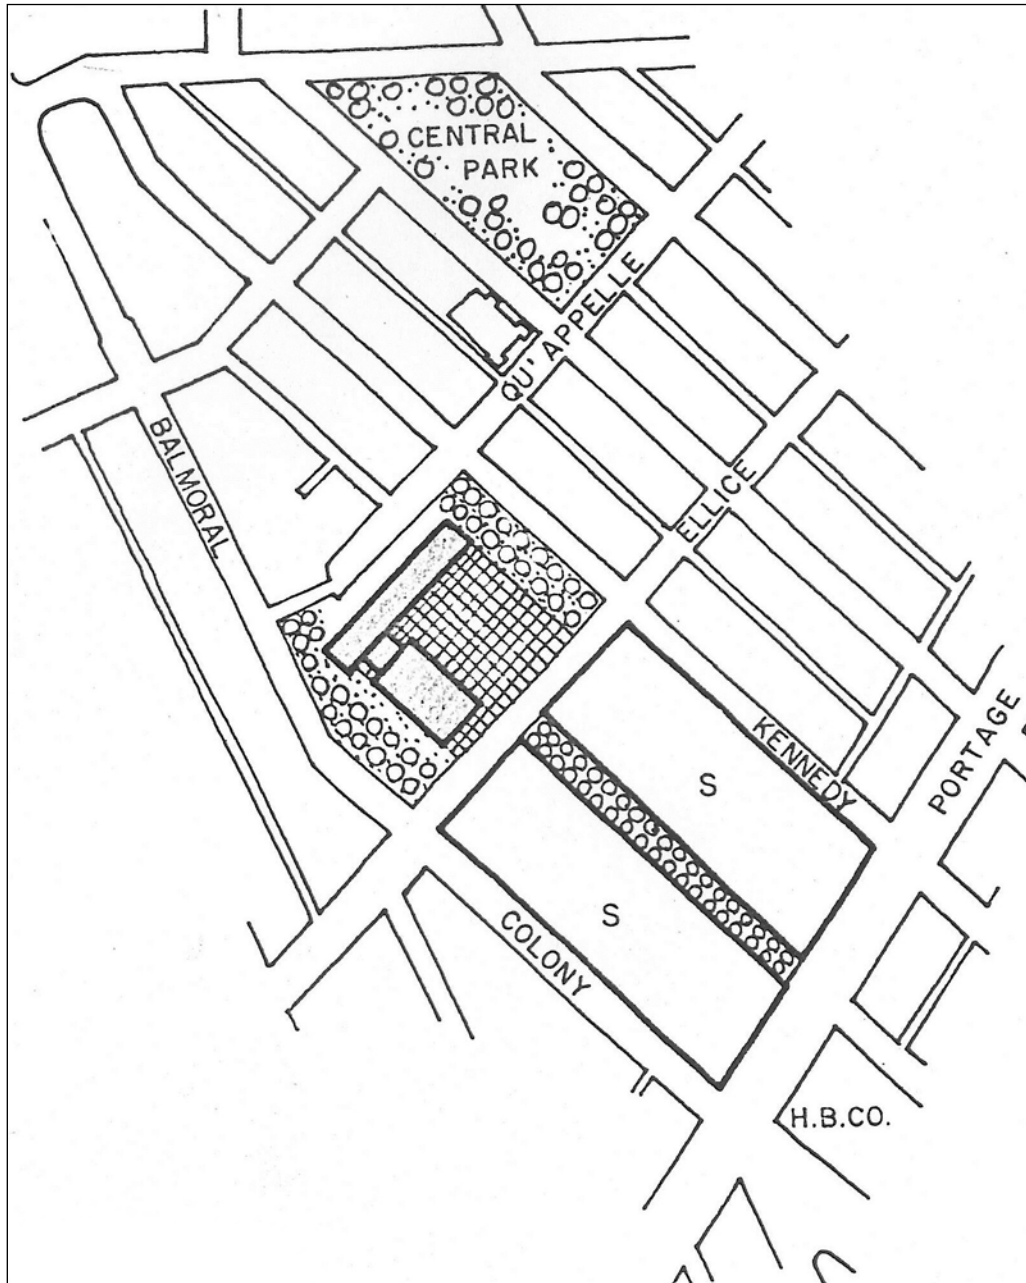 CENTRAL
PARK
QU' APPELLE
BALMORAL
ELLICE
KENNEDY
PORTAGE
S
S
COLONY
H.B.CO.